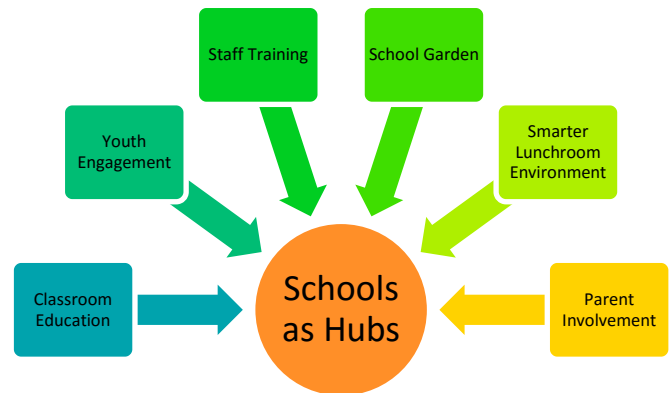 Staff Training
School Garden
Youth
Engagement
Smarter
Lunchroom
Environment
Classroom
Education
Schools
as Hubs
Parent
Involvement